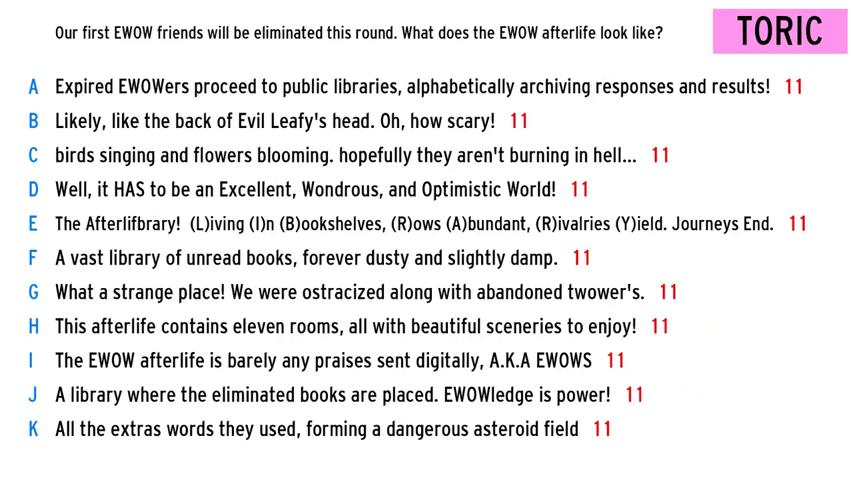 Our first EWOW friends will be eliminated this round. What does the EWOW afterlife look like?
TORIC
A Expired EWOWers proceed to public libraries, alphabetically archiving responses and results! 11
B Likely, like the back of Evil Leafy's head. Oh, how scary! 11
C birds singing and flowers blooming. hopefully they aren't burning in hell... 11
D Well, it HAS to be an Excellent, Wondrous, and Optimistic World! 11
E The Afterlifbrary! (L)iving (I)n (B)ookshelves, (R)ows (A)bundant, (R)ivalries (Y)ield. Journeys End. 11
F A vast library of unread books, forever dusty and slightly damp. 11
G What a strange place! We were ostracized along with abandoned twower's. 11
H This afterlife contains eleven rooms, all with beautiful sceneries to enjoy! 11
I The EWOW afterlife is barely any praises sent digitally, A.K.A EWOWS 11
J A library where the eliminated books are placed. EWOWledge is power! 11
K All the extras words they used, forming a dangerous asteroid field 11